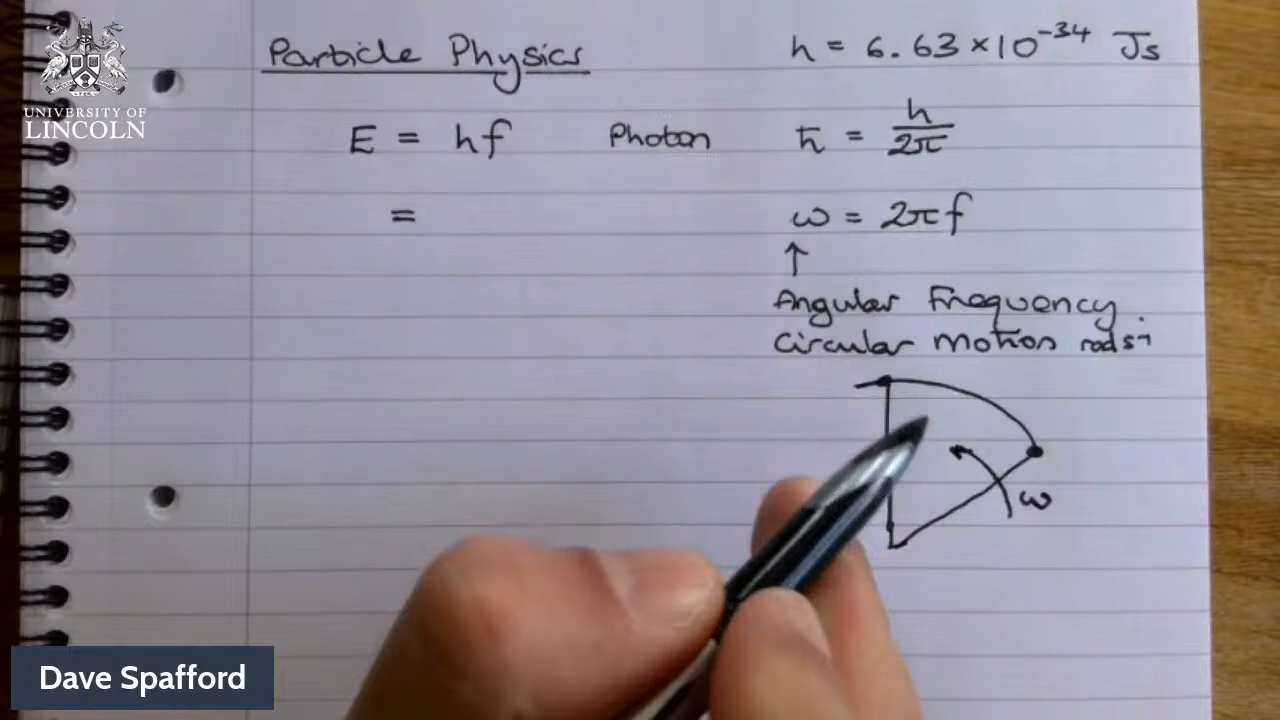 UNIVERSITY OF
LINCOLN
Particle Physics
h = 6.63 × 10⁻³⁴ Js
E = hf Photon
ħ = h/2π
=
ω = 2πf
↑
Angular Frequency.
Circular Motion rads⁻¹
ω
Dave Spafford